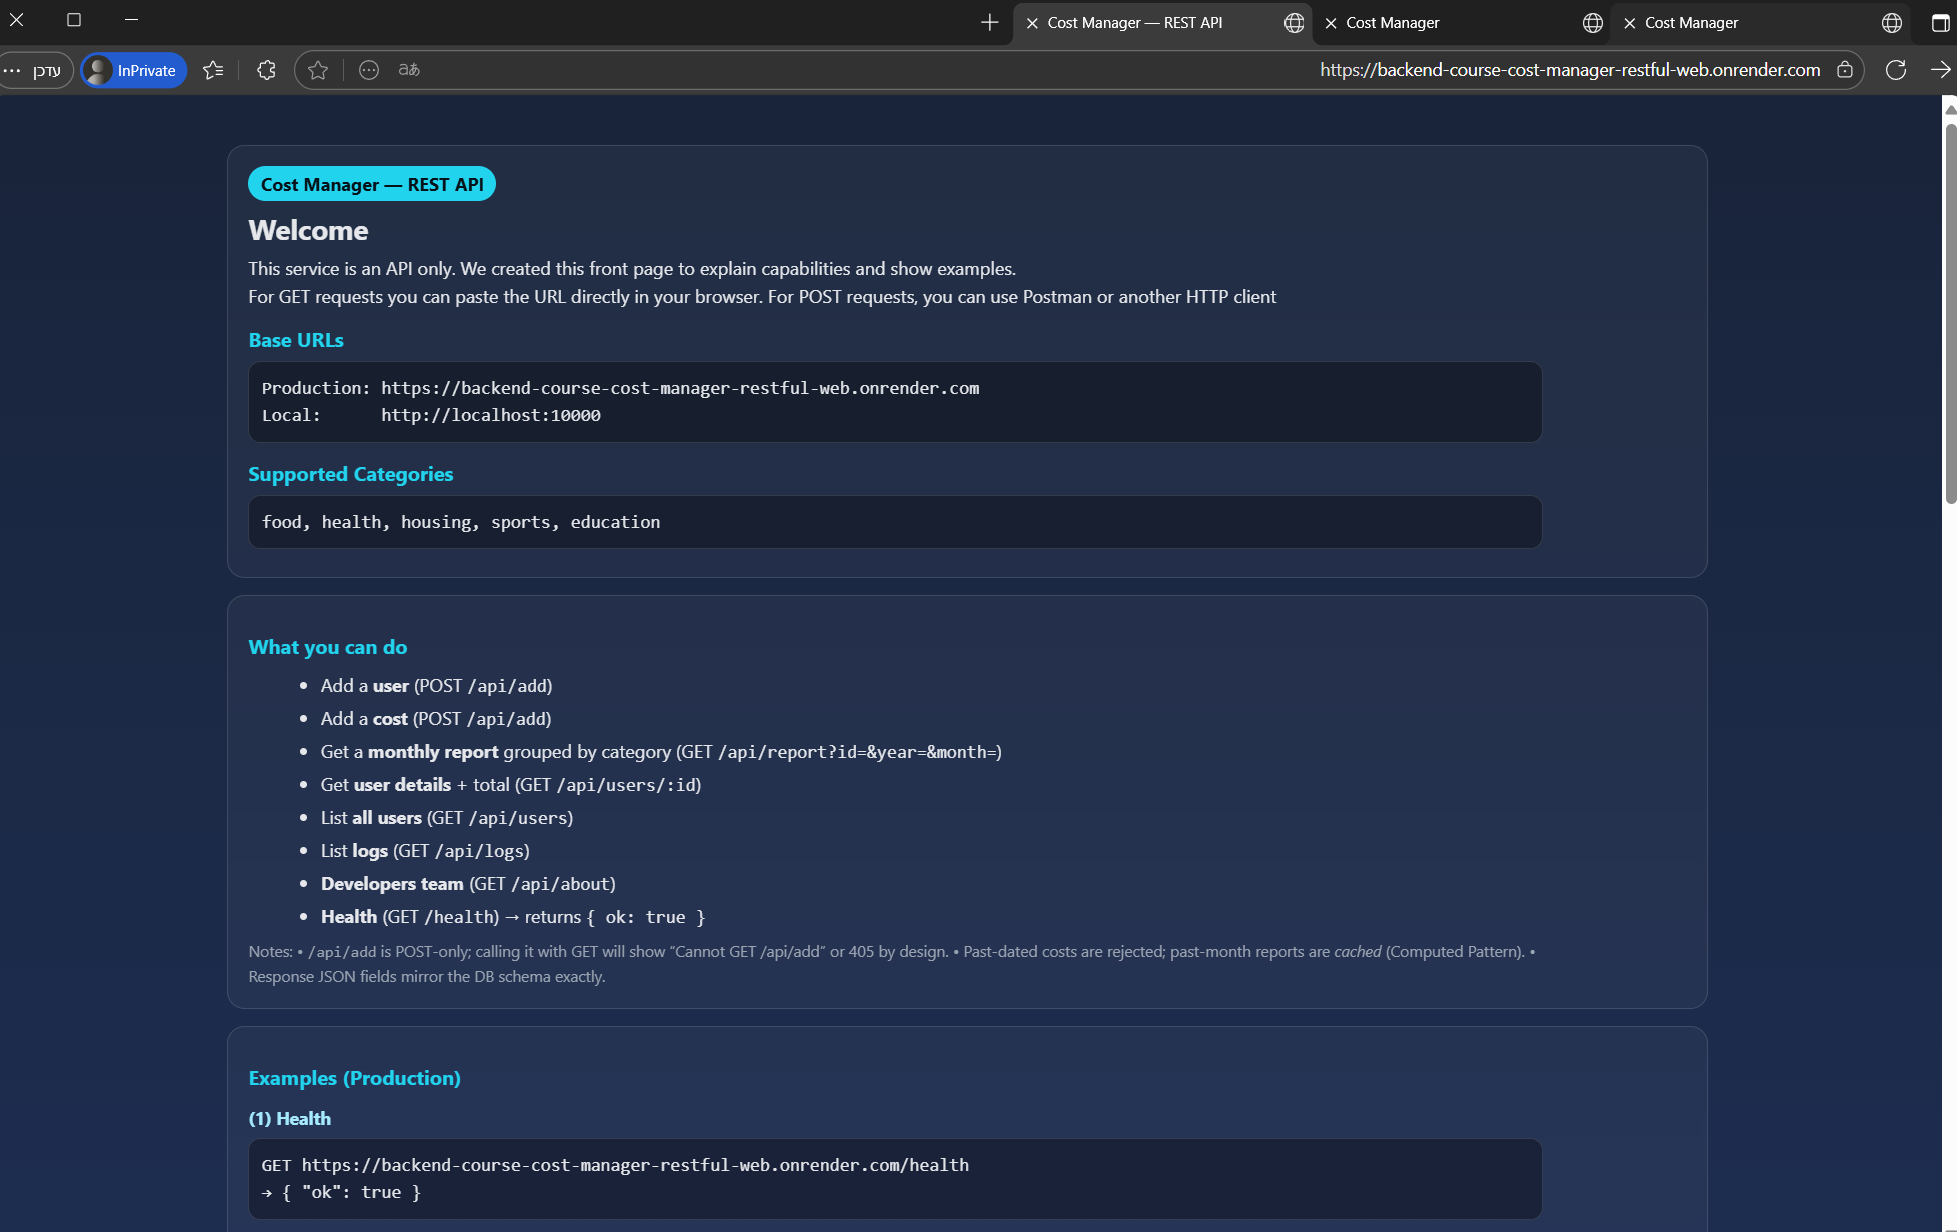 Cost Manager — REST API
Cost Manager
Cost Manager
עדכן
InPrivate
aあ
https://backend-course-cost-manager-restful-web.onrender.com
Cost Manager — REST API
Welcome
This service is an API only. We created this front page to explain capabilities and show examples.
For GET requests you can paste the URL directly in your browser. For POST requests, you can use Postman or another HTTP client
Base URLs
Production: https://backend-course-cost-manager-restful-web.onrender.com
Local:      http://localhost:10000
Supported Categories
food, health, housing, sports, education
What you can do
• Add a user (POST /api/add)
• Add a cost (POST /api/add)
• Get a monthly report grouped by category (GET /api/report?id=&year=&month=)
• Get user details + total (GET /api/users/:id)
• List all users (GET /api/users)
• List logs (GET /api/logs)
• Developers team (GET /api/about)
• Health (GET /health) → returns { ok: true }
Notes: • /api/add is POST-only; calling it with GET will show “Cannot GET /api/add” or 405 by design. • Past-dated costs are rejected; past-month reports are cached (Computed Pattern). •
Response JSON fields mirror the DB schema exactly.
Examples (Production)
(1) Health
GET https://backend-course-cost-manager-restful-web.onrender.com/health
→ { "ok": true }